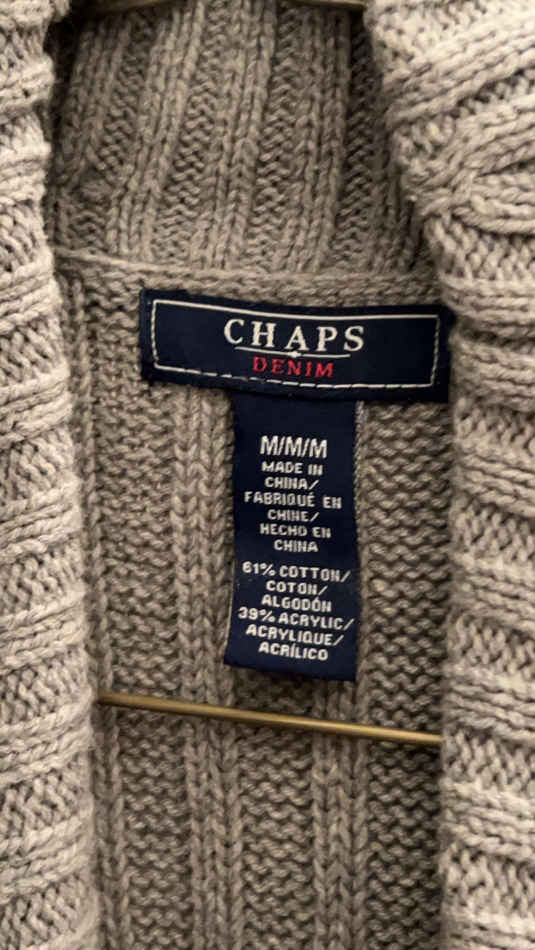 CHAPS
DENIM
M/M/M
MADE IN
CHINA/
FABRIQUÉ EN
CHINE/
HECHO EN
CHINA
61% COTTON/
COTON/
ALGODÓN
39% ACRYLIC/
ACRYLIQUE/
ACRÍLICO